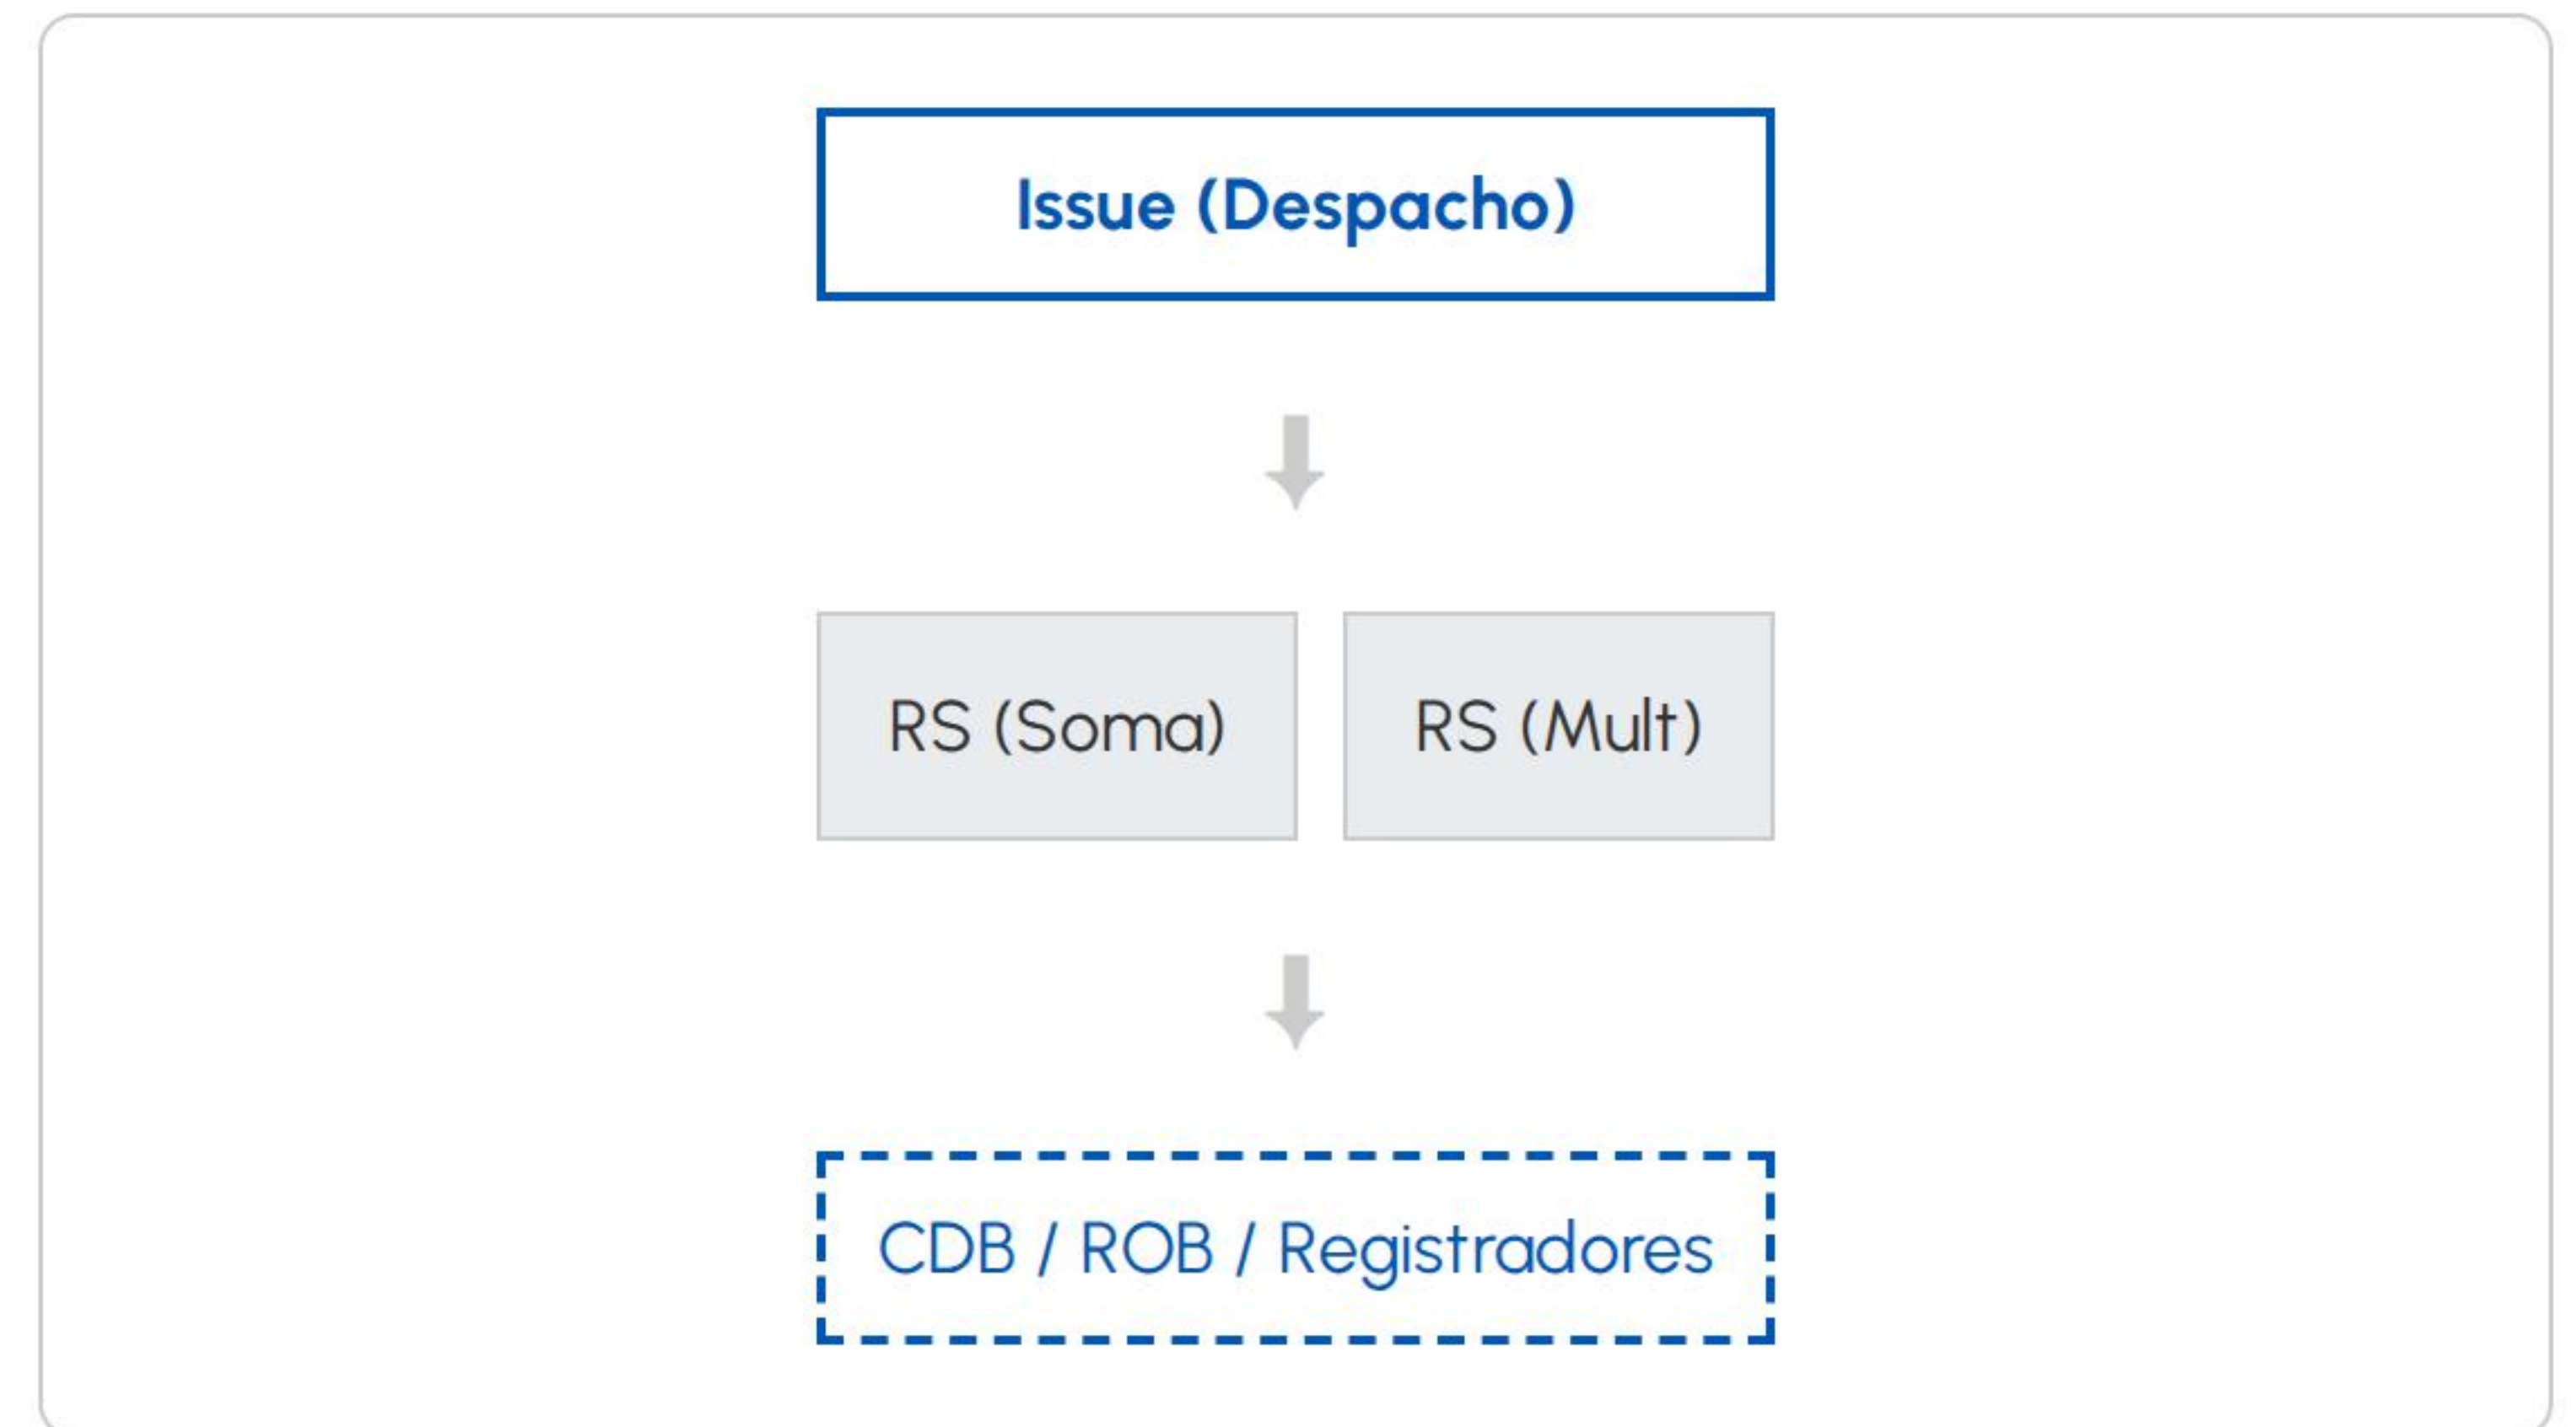 Issue (Despacho)
RS (Soma) RS (Mult)
CDB / ROB / Registradores